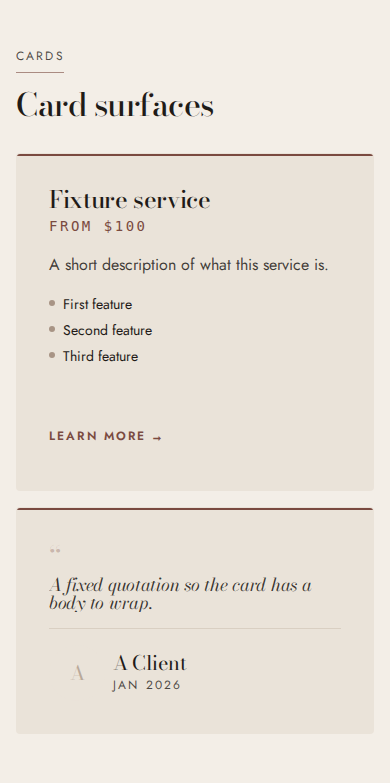 CARDS
Card surfaces
Fixture service
FROM $100
A short description of what this service is.
First feature
Second feature
Third feature
LEARN MORE →
"
A fixed quotation so the card has a
body to wrap.
A
A Client
JAN 2026